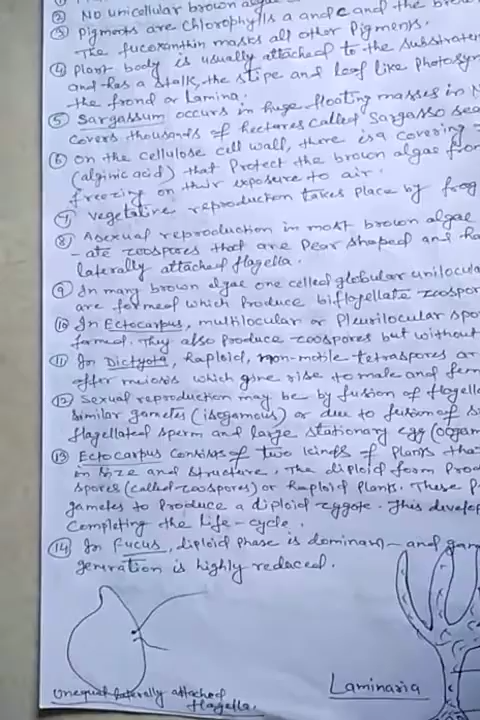 ② No unicellular brown algae
③ Pigments are Chlorophylls a and c and the
The fucoxanthin masks all other Pigments.
④ Plant body is usually attached to the
and has a stalk, the stipe and leaf like
the frond or Lamina.
⑤ Sargassum occurs in huge floating masses in
covers thousands of hectares called Sargasso
⑥ On the cellulose cell wall, there is a covering
(alginic acid) that Protect the brown algae
freezing on their exposure to air.
⑦ Vegetative reproduction takes place by
⑧ Asexual reproduction in most brown algae
-ate zoospores that are Pear shaped and
laterally attached flagella.
⑨ In many brown algae one celled globular
are formed which produce biflagellate
⑩ In Ectocarpus, multilocular or Plurilocular
formed. They also produce zoospores but without
⑪ In Dictyota, haploid, non-motile tetraspores
after meiosis which give rise to male and
⑫ Sexual reproduction may be by fusion of
similar gametes (isogamous) or due to fusion of
flagellated sperm and large stationary egg
⑬ Ectocarpus consists of two kinds of Plants
in size and structure. The diploid form
spores (called zoospores) or haploid Plants. These
gametes to Produce a diploid zygote. This
Completing the life-cycle.
⑭ In Fucus, diploid phase is dominant and
generation is highly reduced.
Unequal laterally attached
flagella.
Laminaria